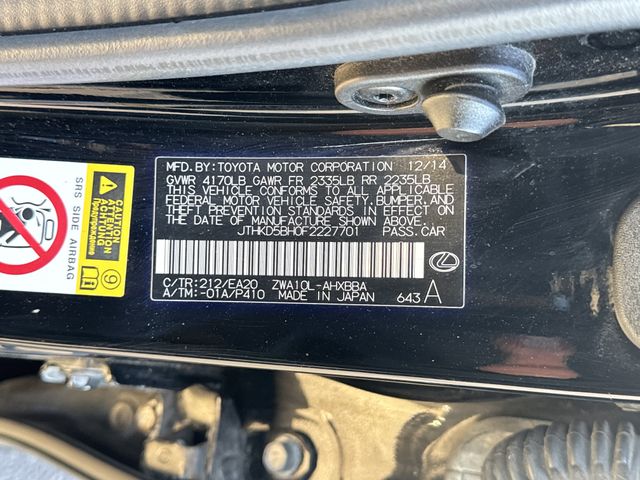 MFD. BY: TOYOTA MOTOR CORPORATION 12/14
GVWR 4170LB GAWR FR 2335LB RR 2235LB
THIS VEHICLE CONFORMS TO ALL APPLICABLE
FEDERAL MOTOR VEHICLE SAFETY, BUMPER, AND
THEFT PREVENTION STANDARDS IN EFFECT ON
THE DATE OF MANUFACTURE SHOWN ABOVE.
JTHKD5BH0F2227701 PASS. CAR
C/TR: 212/EA20 ZWA10L-AHXBBA
A/TM: -01A/P410 MADE IN JAPAN 643 A
SRS SIDE AIRBAG
CAUTION
ATTENTION
ACHTUNG
Предупреждение